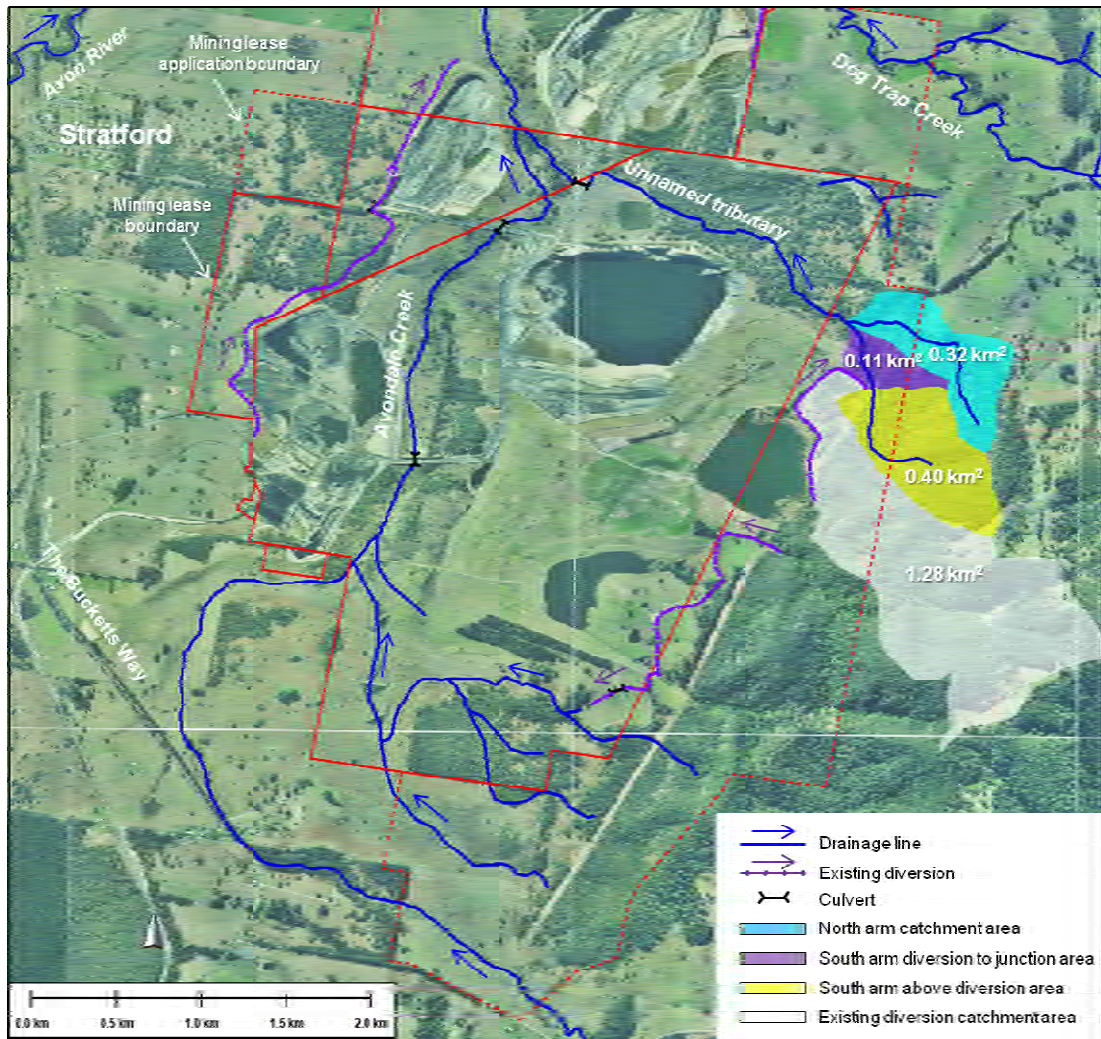 Avon River
Mining lease
application boundary
Dog Trap Creek
Stratford
Mining lease
boundary
Unnamed tributary
Avondale Creek
0.11 km²
0.32 km²
0.40 km²
1.28 km²
The Bucketts Way
Drainage line
Existing diversion
Culvert
North arm catchment area
South arm diversion to junction area
South arm above diversion area
Existing diversion catchment area
0.0 km 0.5 km 1.0 km 1.5 km 2.0 km